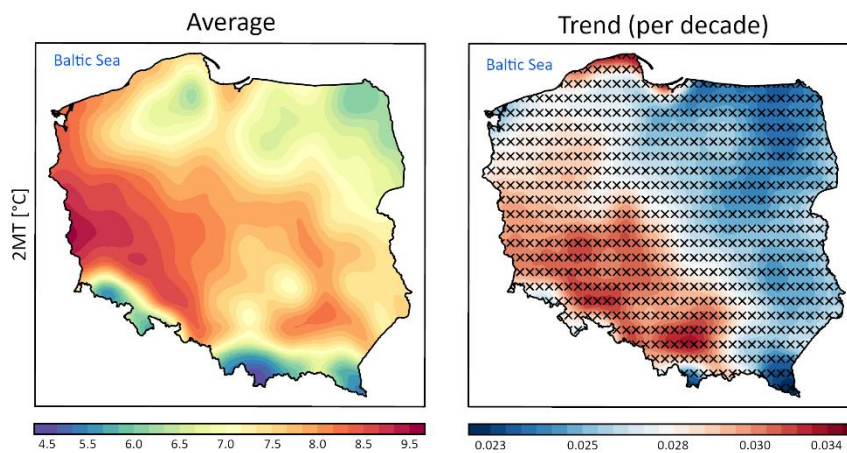 Average
Trend (per decade)
Baltic Sea
Baltic Sea
2MT [°C]
4.5 5.5 6.0 6.5 7.0 7.5 8.0 8.5 9.5
0.023 0.025 0.028 0.030 0.034